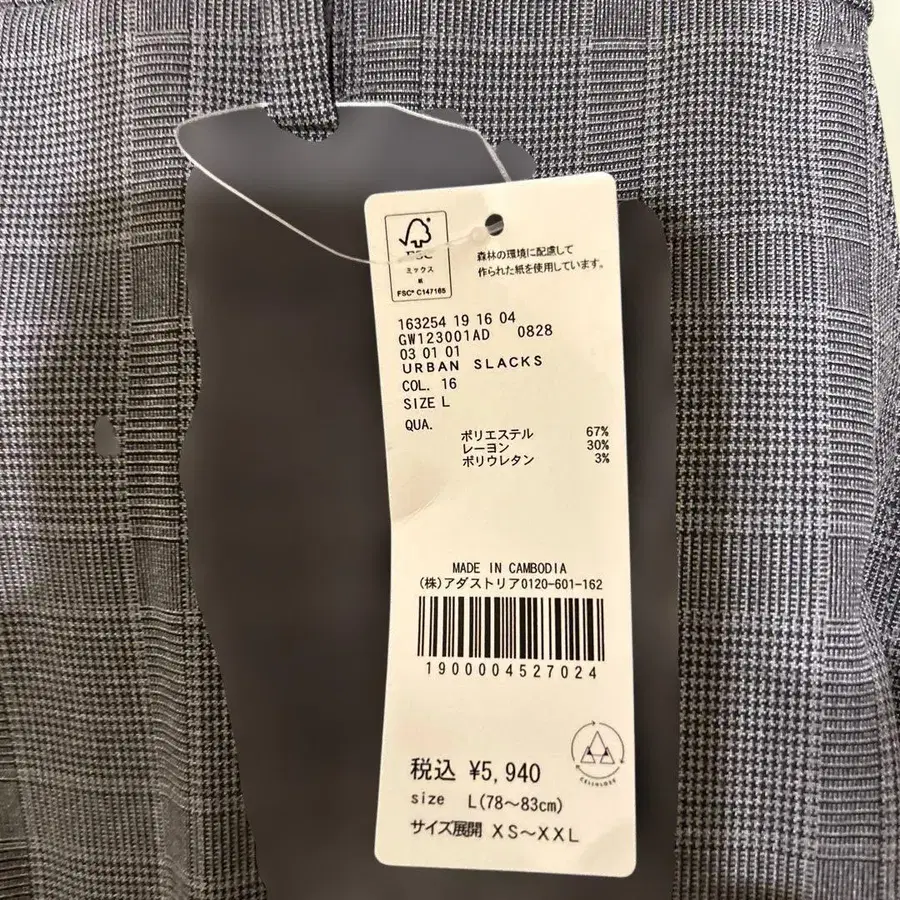 FSC
ミックス
紙
FSC® C147165
森林の環境に配慮して
作られた紙を使用しています。
163254 19 16 04
GW123001AD 0828
03 01 01
URBAN SLACKS
COL. 16
SIZE L
QUA.
ポリエステル 67%
レーヨン 30%
ポリウレタン 3%
MADE IN CAMBODIA
(株)アダストリア0120-601-162
1900004527024
税込 ¥5,940
CELLULOSE
size L(78〜83cm)
サイズ展開 XS〜XXL